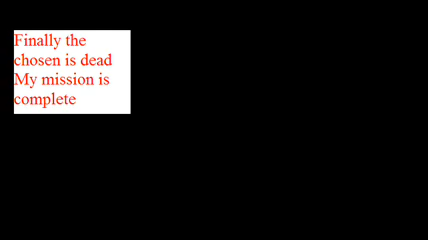 Finally the
chosen is dead
My mission is
complete